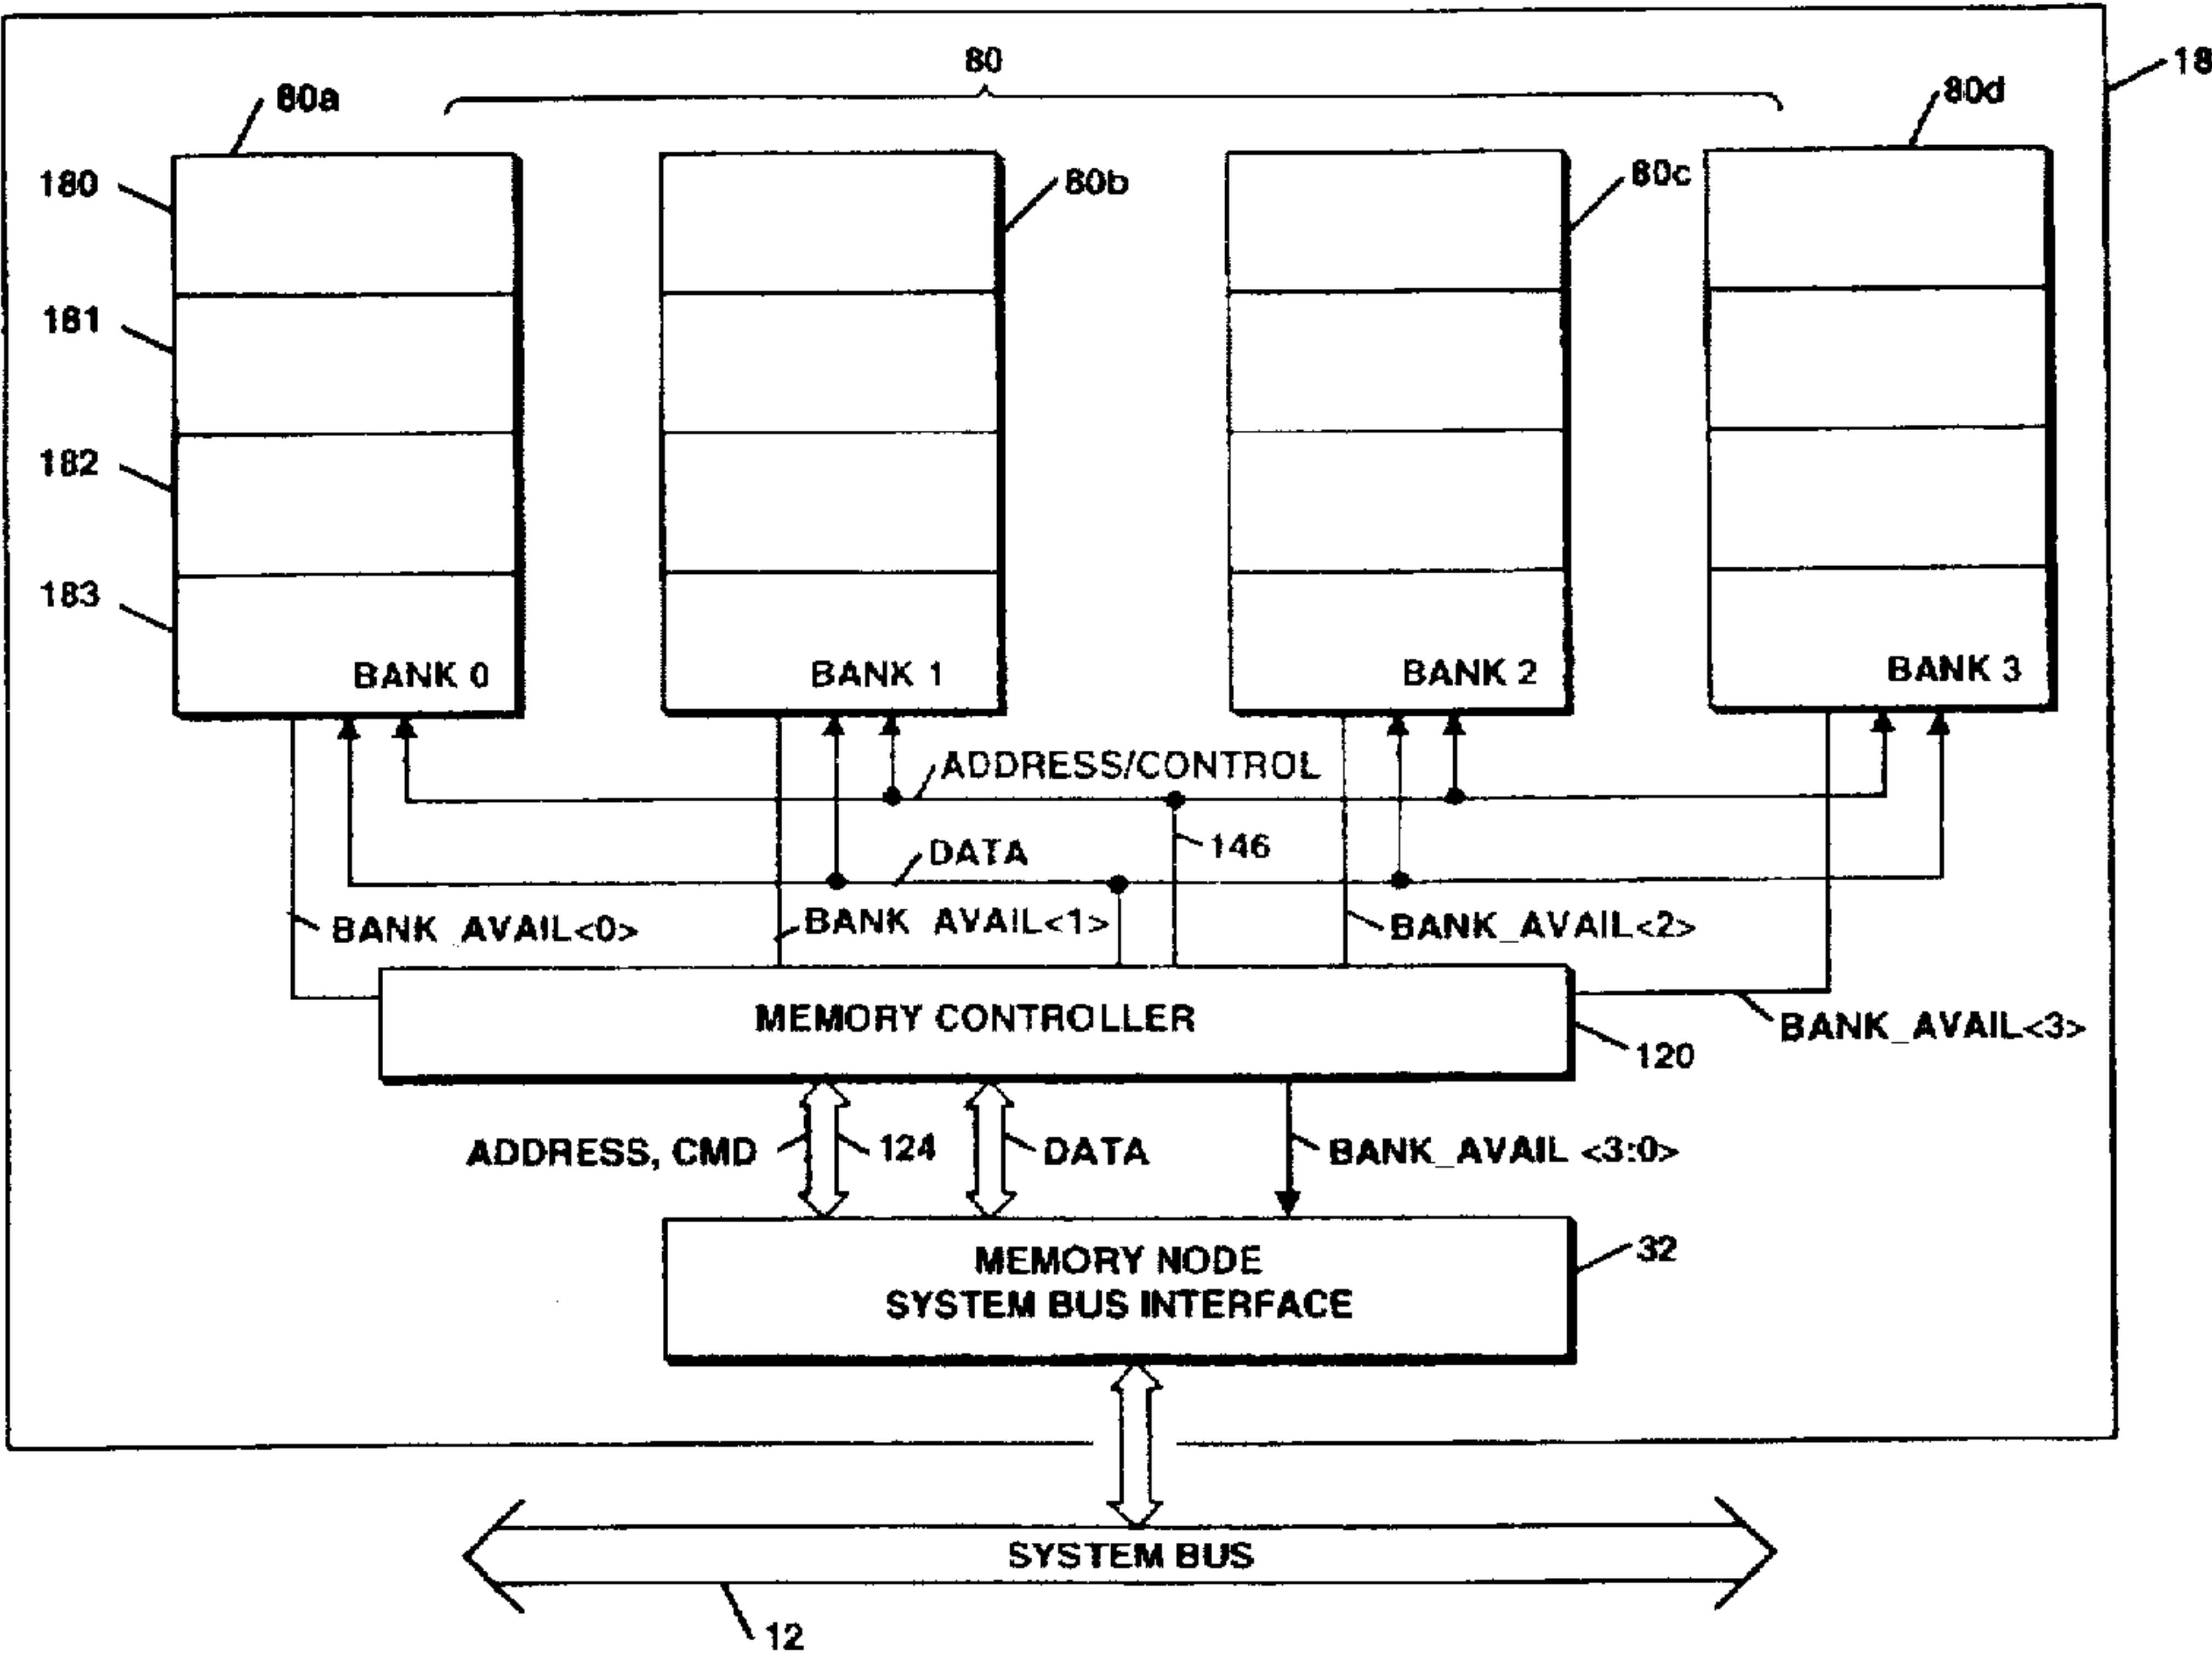 80
18
80a
80d
180
80b
80c
181
182
183
BANK 0
BANK 1
BANK 2
BANK 3
ADDRESS/CONTROL
146
DATA
BANK_AVAIL<0>
BANK_AVAIL<1>
BANK_AVAIL<2>
MEMORY CONTROLLER
BANK_AVAIL<3>
120
ADDRESS, CMD
124
DATA
BANK_AVAIL <3:0>
MEMORY NODE
SYSTEM BUS INTERFACE
32
SYSTEM BUS
12